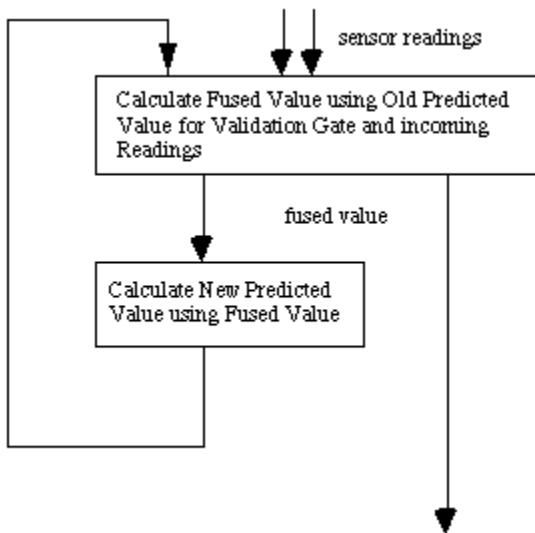 sensor readings
Calculate Fused Value using Old Predicted
Value for Validation Gate and incoming
Readings
fused value
Calculate New Predicted
Value using Fused Value